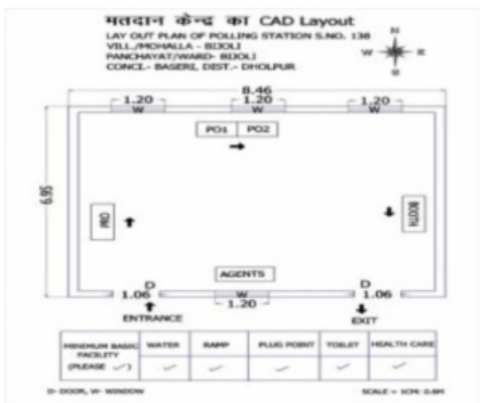 मतदान केन्द्र का CAD Layout
LAY OUT PLAN OF POLLING STATION S.NO. 138
VILL./MOHALLA - BIJOLI
PANCHAYAT/WARD- BIJOLI
CONCI.- BASERI, DIST.- DHOLPUR
N
W E
S
8.46
1.20 1.20 1.20
W W W
PO1 PO2
6.95
PRO
BOOTH
AGENTS
D D
1.06 W 1.06
1.20
ENTRANCE EXIT
MINIMUM BASIC FACILITY (PLEASE ✓) WATER RAMP PLUG POINT TOILET HEALTH CARE
✓ ✓ ✓ ✓ ✓
D- DOOR, W- WINDOW SCALE = 1CM: 0.6M